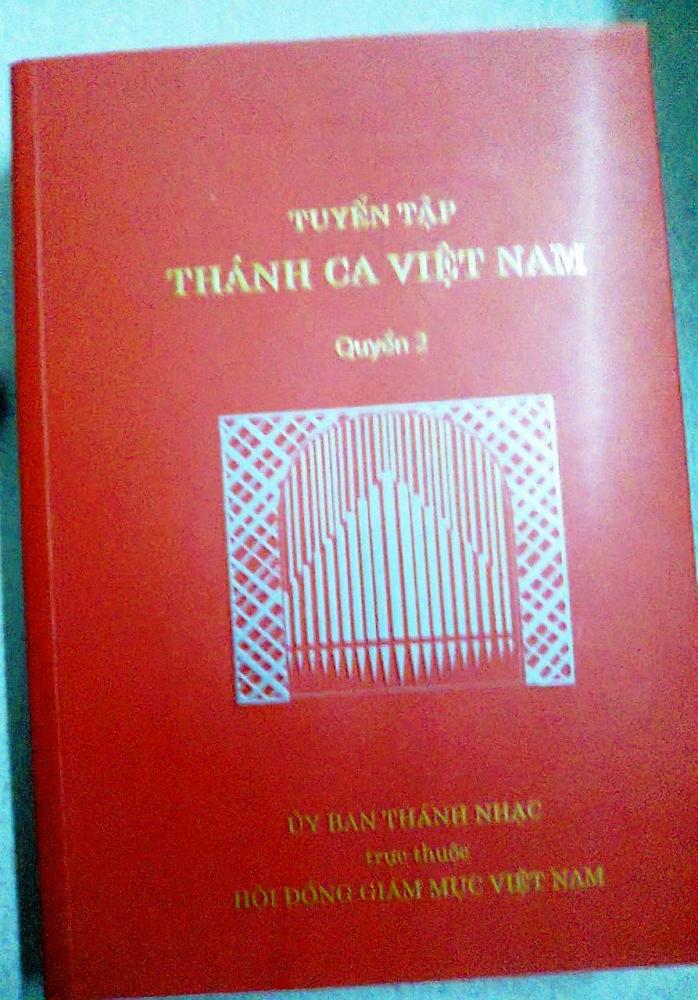 TUYỂN TẬP
THÁNH CA VIỆT NAM
Quyển 2
ỦY BAN THÁNH NHẠC
trực thuộc
HỘI ĐỒNG GIÁM MỤC VIỆT NAM